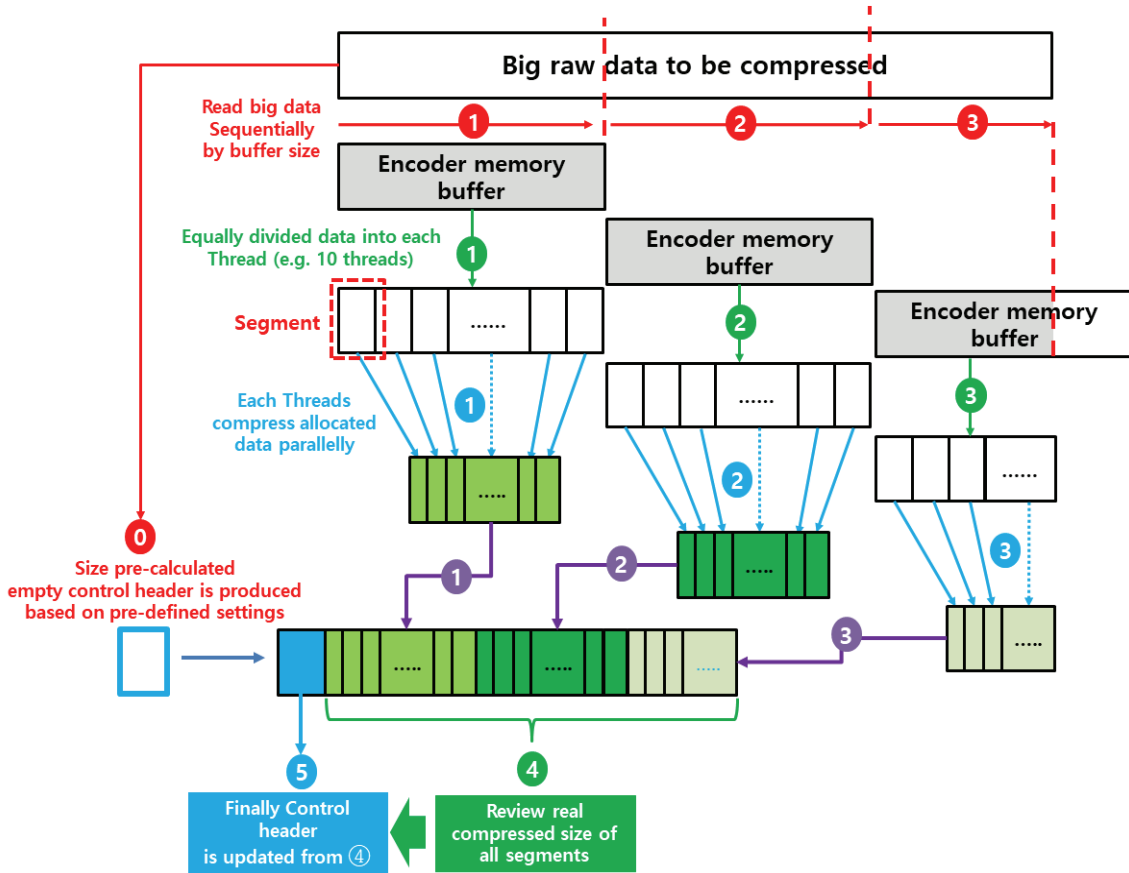 Big raw data to be compressed
Read big data
Sequentially
by buffer size
1
2
3
Encoder memory
buffer
Equally divided data into each
Thread (e.g. 10 threads)
1
Encoder memory
buffer
2
Encoder memory
buffer
3
Segment
......
......
......
Each Threads
compress allocated
data parallelly
1
2
3
.....
.....
.....
0
Size pre-calculated
empty control header is produced
based on pre-defined settings
1
2
3
.....
.....
.....
5
4
Finally Control
header
is updated from ④
Review real
compressed size of
all segments